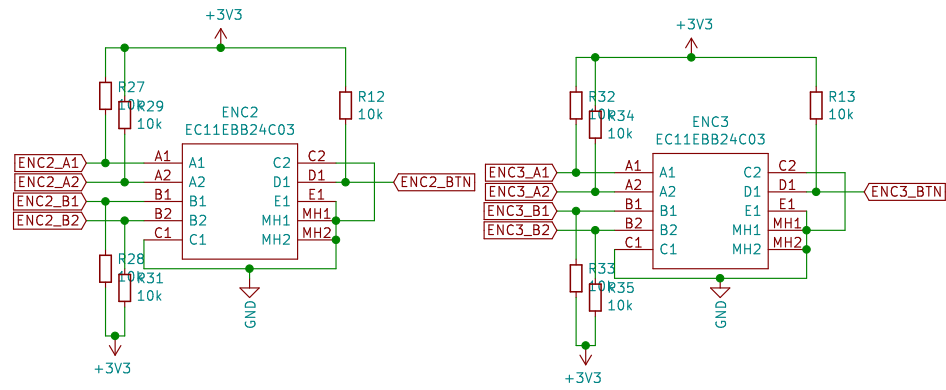 +3V3
R27
10k
R29
10k
R12
10k
ENC2
EC11EBB24C03
ENC2_A1
ENC2_A2
ENC2_B1
ENC2_B2
A1
A2
B1
B2
C1
A1
A2
B1
B2
C1
C2
D1
E1
MH1
MH2
C2
D1
E1
MH1
MH2
ENC2_BTN
R28
10k
R31
10k
GND
+3V3
+3V3
R32
10k
R34
10k
R13
10k
ENC3
EC11EBB24C03
ENC3_A1
ENC3_A2
ENC3_B1
ENC3_B2
A1
A2
B1
B2
C1
A1
A2
B1
B2
C1
C2
D1
E1
MH1
MH2
C2
D1
E1
MH1
MH2
ENC3_BTN
R33
10k
R35
10k
GND
+3V3